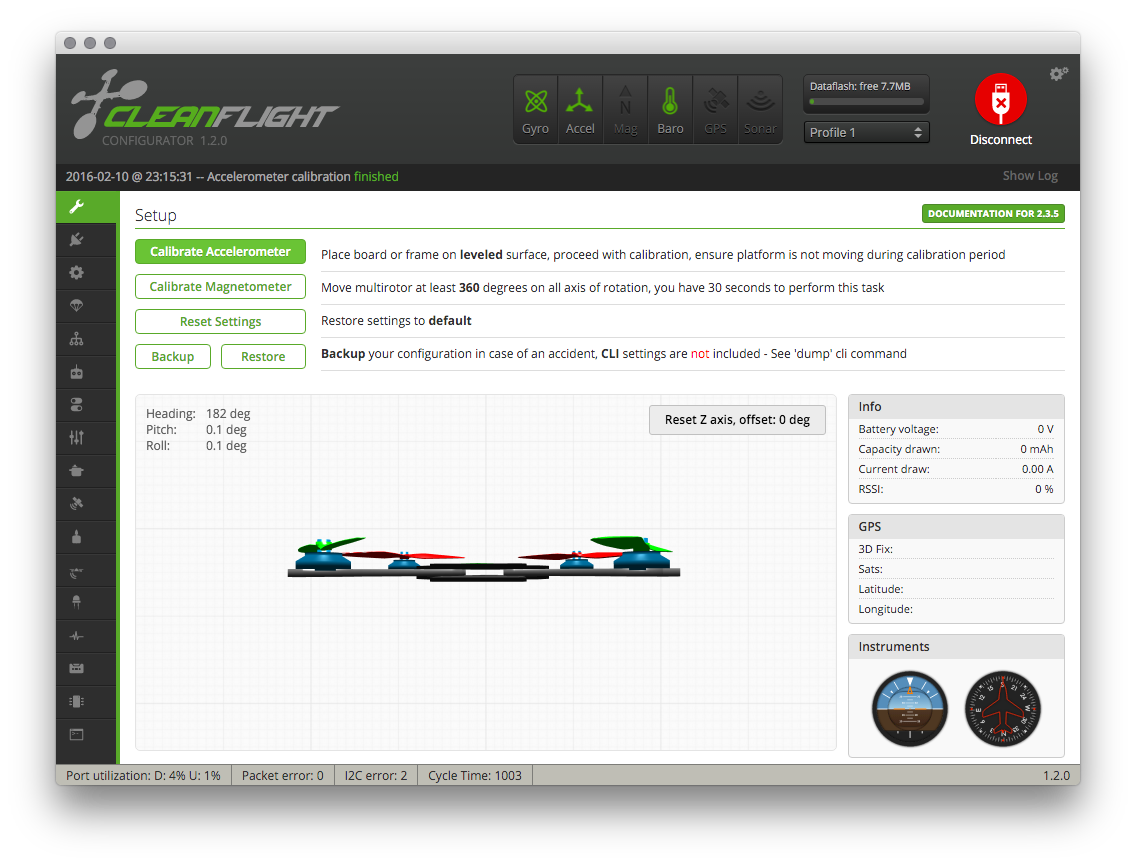 CLEANFLIGHT
CONFIGURATOR 1.2.0
Gyro
Accel
Mag
Baro
GPS
Sonar
Dataflash: free 7.7MB
Profile 1
Disconnect
2016-02-10 @ 23:15:31 -- Accelerometer calibration finished
Show Log
Setup
DOCUMENTATION FOR 2.3.5
Calibrate Accelerometer
Place board or frame on leveled surface, proceed with calibration, ensure platform is not moving during calibration period
Calibrate Magnetometer
Move multirotor at least 360 degrees on all axis of rotation, you have 30 seconds to perform this task
Reset Settings
Restore settings to default
Backup
Restore
Backup your configuration in case of an accident, CLI settings are not included - See 'dump' cli command
Heading: 182 deg
Pitch: 0.1 deg
Roll: 0.1 deg
Reset Z axis, offset: 0 deg
Info
Battery voltage: 0 V
Capacity drawn: 0 mAh
Current draw: 0.00 A
RSSI: 0 %
GPS
3D Fix:
Sats:
Latitude:
Longitude:
Instruments
S
21
24
W
30
33
N
3
6
E
12
15
Port utilization: D: 4% U: 1%
Packet error: 0
I2C error: 2
Cycle Time: 1003
1.2.0